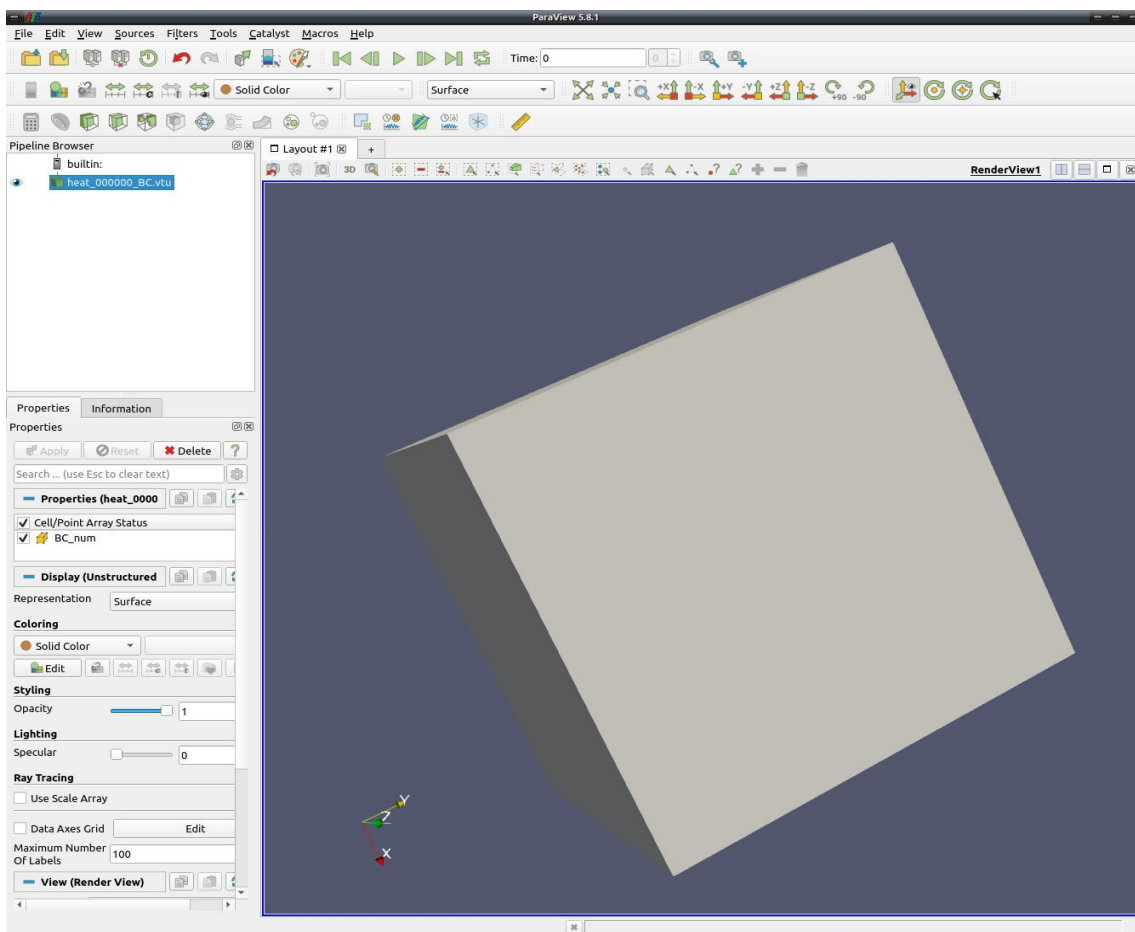 ParaView 5.8.1
File Edit View Sources Filters Tools Catalyst Macros Help
Time: 0 0
Solid Color Surface +X -X +Y -Y +Z -Z +90 -90
Pipeline Browser
Layout #1 +
builtin:
3D RenderView1
heat_000000_BC.vtu
Properties Information
Properties
Apply Reset Delete ?
Search ... (use Esc to clear text)
Properties (heat_0000
Cell/Point Array Status
BC_num
Display (Unstructured
Representation Surface
Coloring
Solid Color
Edit
Styling
Opacity 1
Lighting
Specular 0
Ray Tracing
Use Scale Array
Data Axes Grid Edit
Maximum Number
Of Labels 100
View (Render View)
Y
Z
X